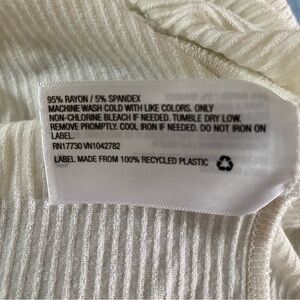 95% RAYON / 5% SPANDEX
MACHINE WASH COLD WITH LIKE COLORS. ONLY
NON-CHLORINE BLEACH IF NEEDED. TUMBLE DRY LOW.
REMOVE PROMPTLY. COOL IRON IF NEEDED. DO NOT IRON ON
LABEL.
RN17730 VN1042782
LABEL MADE FROM 100% RECYCLED PLASTIC